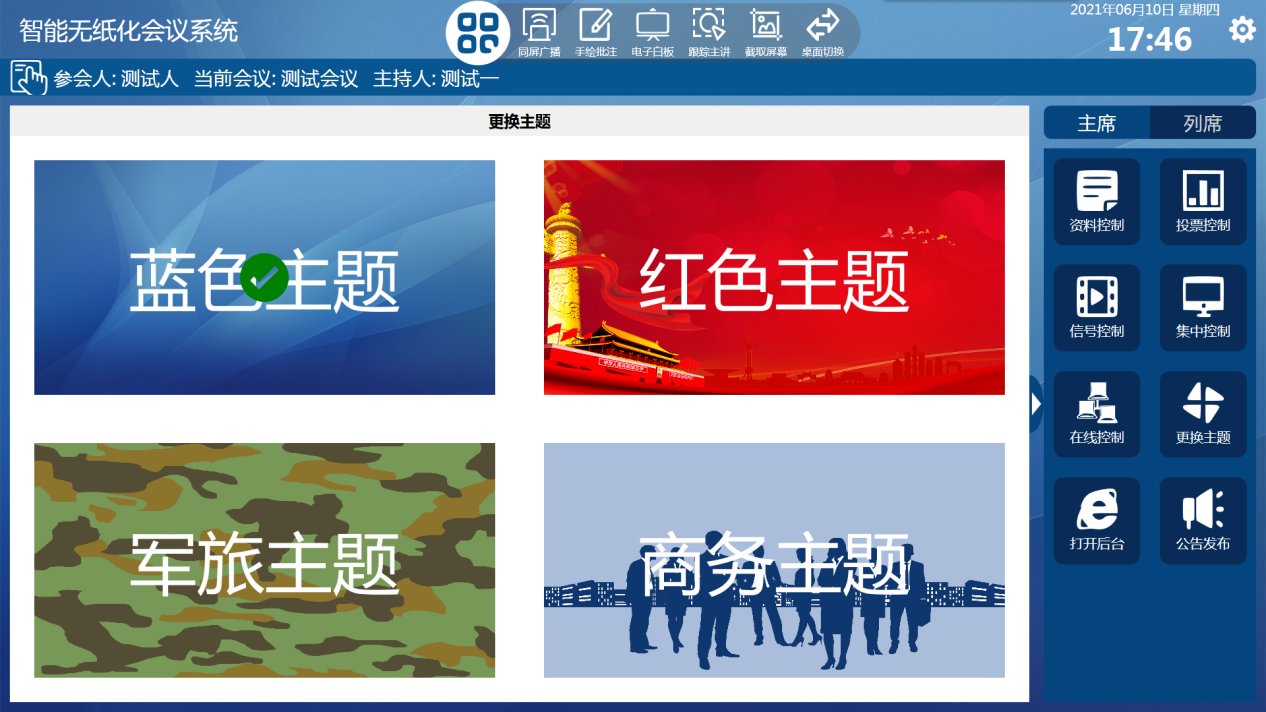 智能无纸化会议系统
同屏广播 手绘批注 电子白板 跟踪主讲 截取屏幕 桌面切换
2021年06月10日 星期四
17:46
参会人: 测试人 当前会议: 测试会议 主持人: 测试一
更换主题
主席 列席
蓝色主题
红色主题
军旅主题
商务主题
资料控制 投票控制
信号控制 集中控制
在线控制 更换主题
打开后台 公告发布